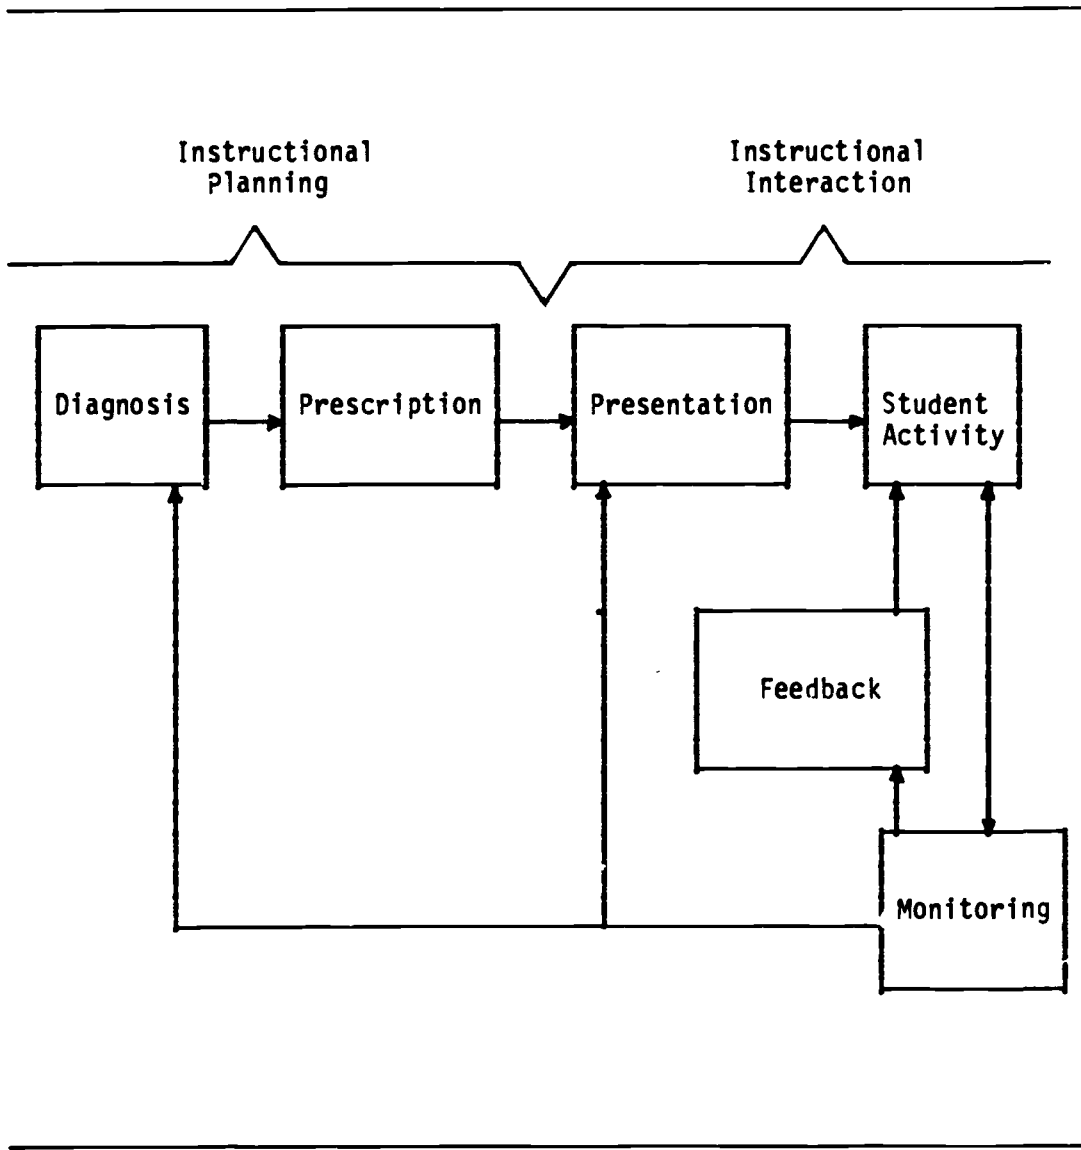 Instructional
Planning
Instructional
Interaction
Diagnosis
Prescription
Presentation
Student
Activity
Feedback
Monitoring